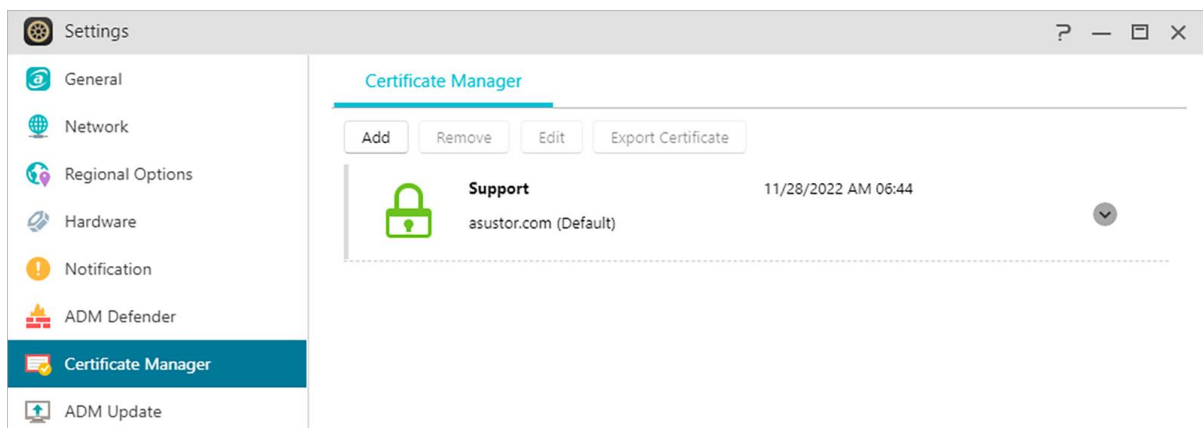 Settings
General
Network
Regional Options
Hardware
Notification
ADM Defender
Certificate Manager
ADM Update
Certificate Manager
Add Remove Edit Export Certificate
Support 11/28/2022 AM 06:44
asustor.com (Default)